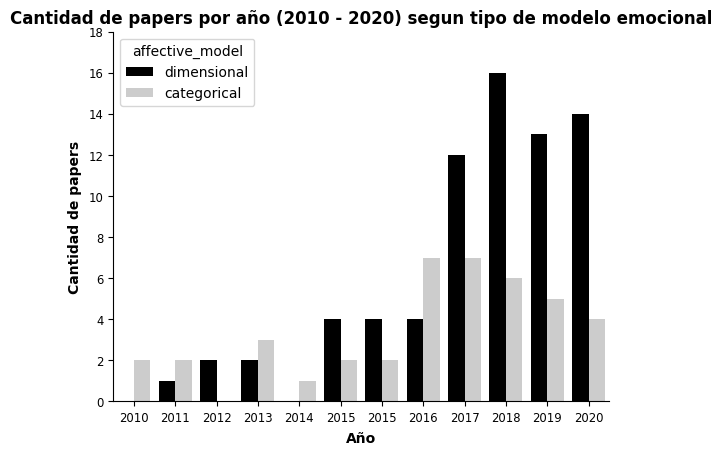 Cantidad de papers por año (2010 - 2020) segun tipo de modelo emocional
affective_model
dimensional
categorical
Cantidad de papers
18
16
14
12
10
8
6
4
2
0
2010 2011 2012 2013 2014 2015 2015 2016 2017 2018 2019 2020
Año